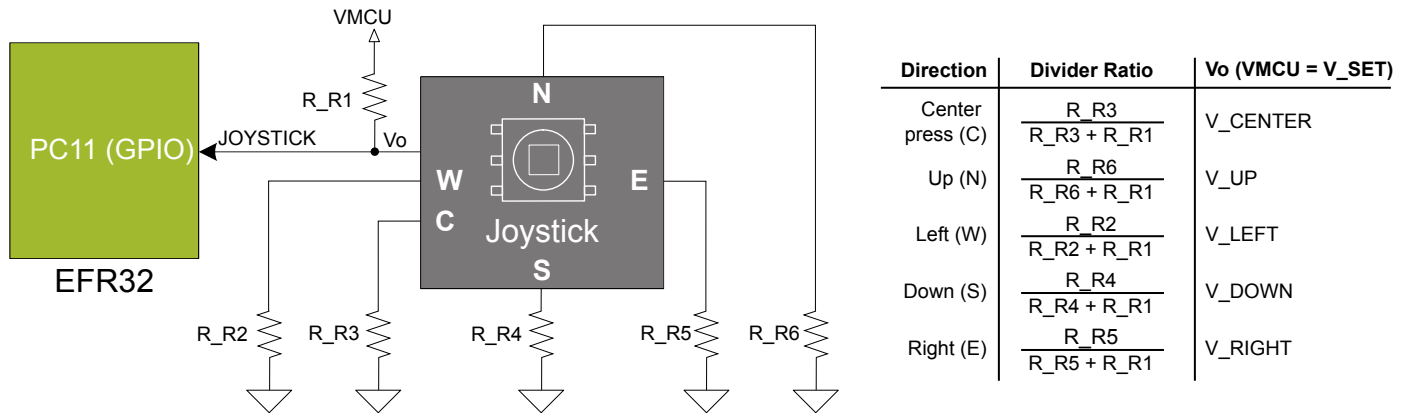 VMCU
R_R1
PC11 (GPIO)
JOYSTICK
Vo
N
W
E
C
Joystick
S
EFR32
R_R2
R_R3
R_R4
R_R5
R_R6
Direction Divider Ratio Vo (VMCU = V_SET)
Center
press (C)
R_R3
R_R3 + R_R1
V_CENTER
Up (N)
R_R6
R_R6 + R_R1
V_UP
Left (W)
R_R2
R_R2 + R_R1
V_LEFT
Down (S)
R_R4
R_R4 + R_R1
V_DOWN
Right (E)
R_R5
R_R5 + R_R1
V_RIGHT